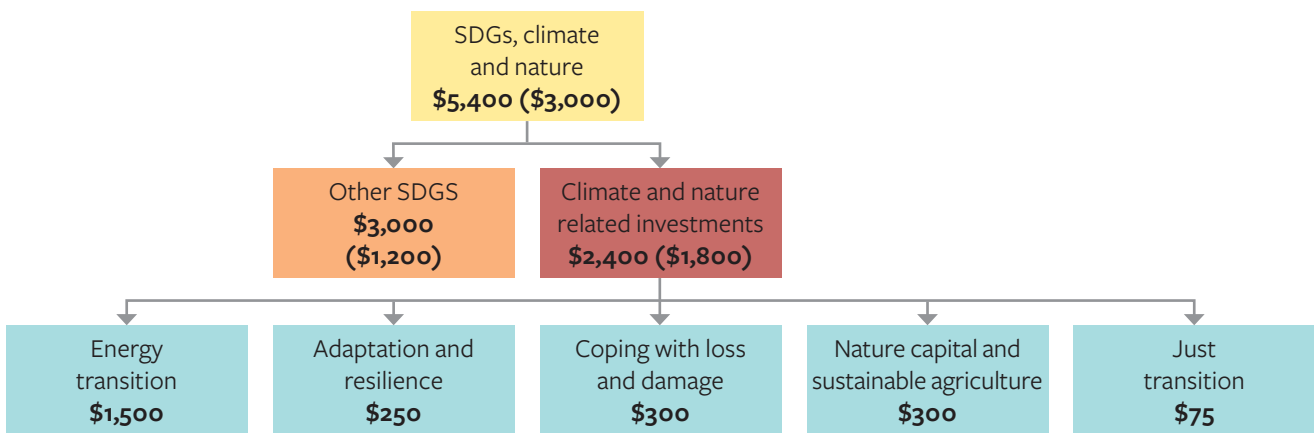 SDGs, climate
and nature
$5,400 ($3,000)
Other SDGS
$3,000
($1,200)
Climate and nature
related investments
$2,400 ($1,800)
Energy
transition
$1,500
Adaptation and
resilience
$250
Coping with loss
and damage
$300
Nature capital and
sustainable agriculture
$300
Just
transition
$75